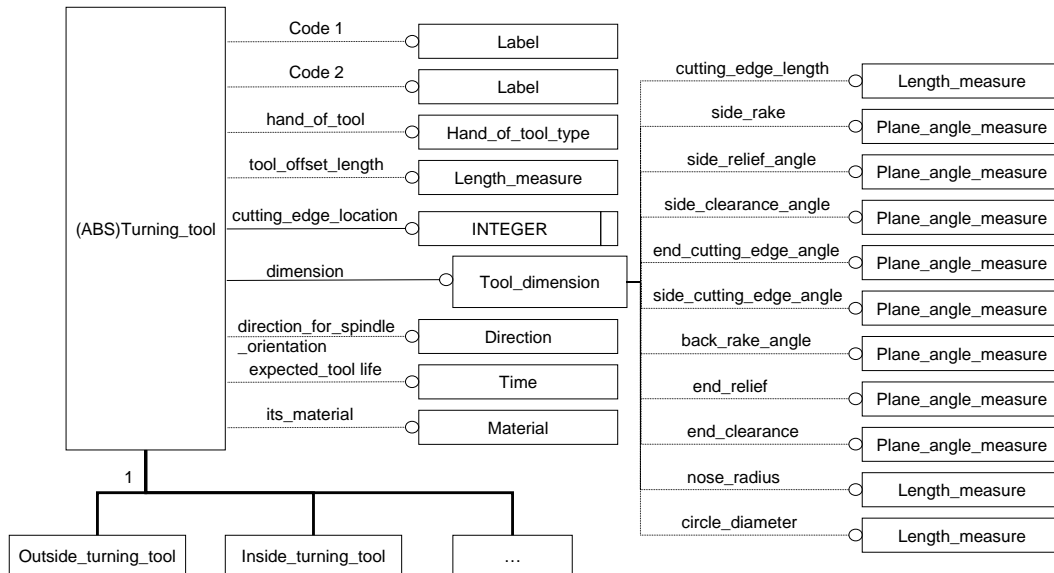 Code 1
Label
Code 2
Label
hand_of_tool
Hand_of_tool_type
tool_offset_length
Length_measure
cutting_edge_location
INTEGER
(ABS)Turning_tool
dimension
Tool_dimension
direction_for_spindle
_orientation
Direction
expected_tool life
Time
its_material
Material
1
Outside_turning_tool
Inside_turning_tool
…
cutting_edge_length
Length_measure
side_rake
Plane_angle_measure
side_relief_angle
Plane_angle_measure
side_clearance_angle
Plane_angle_measure
end_cutting_edge_angle
Plane_angle_measure
side_cutting_edge_angle
Plane_angle_measure
back_rake_angle
Plane_angle_measure
end_relief
Plane_angle_measure
end_clearance
Plane_angle_measure
nose_radius
Length_measure
circle_diameter
Length_measure